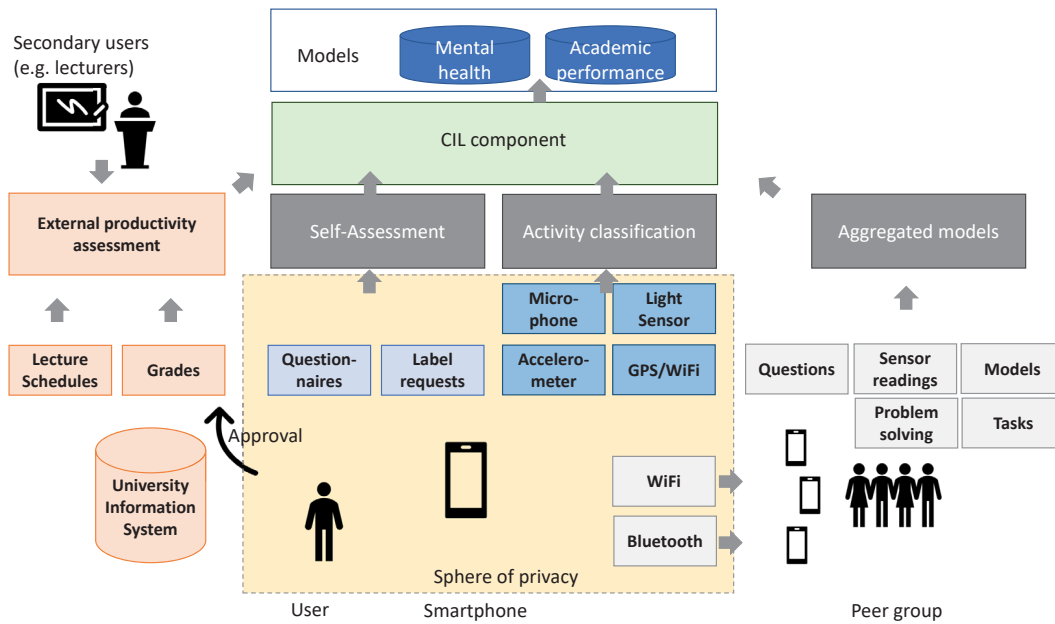 Secondary users
(e.g. lecturers)
Models
Mental
health
Academic
performance
CIL component
External productivity
assessment
Self-Assessment
Activity classification
Aggregated models
Micro-
phone
Light
Sensor
Lecture
Schedules
Grades
Question-
naires
Label
requests
Accelero-
meter
GPS/WiFi
Questions
Sensor
readings
Models
Problem
solving
Tasks
Approval
University
Information
System
WiFi
Bluetooth
Sphere of privacy
User
Smartphone
Peer group